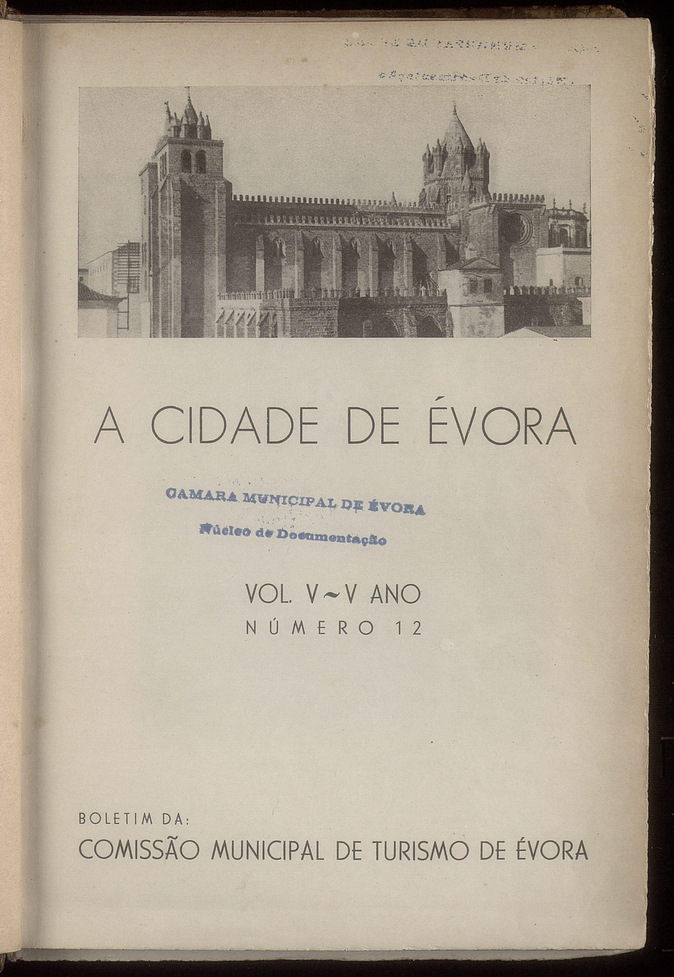 A CIDADE DE ÉVORA
CAMARA MUNICIPAL DE ÉVORA
Núcleo de Documentação
VOL. V ~ V ANO
NÚMERO 12
BOLETIM DA:
COMISSÃO MUNICIPAL DE TURISMO DE ÉVORA